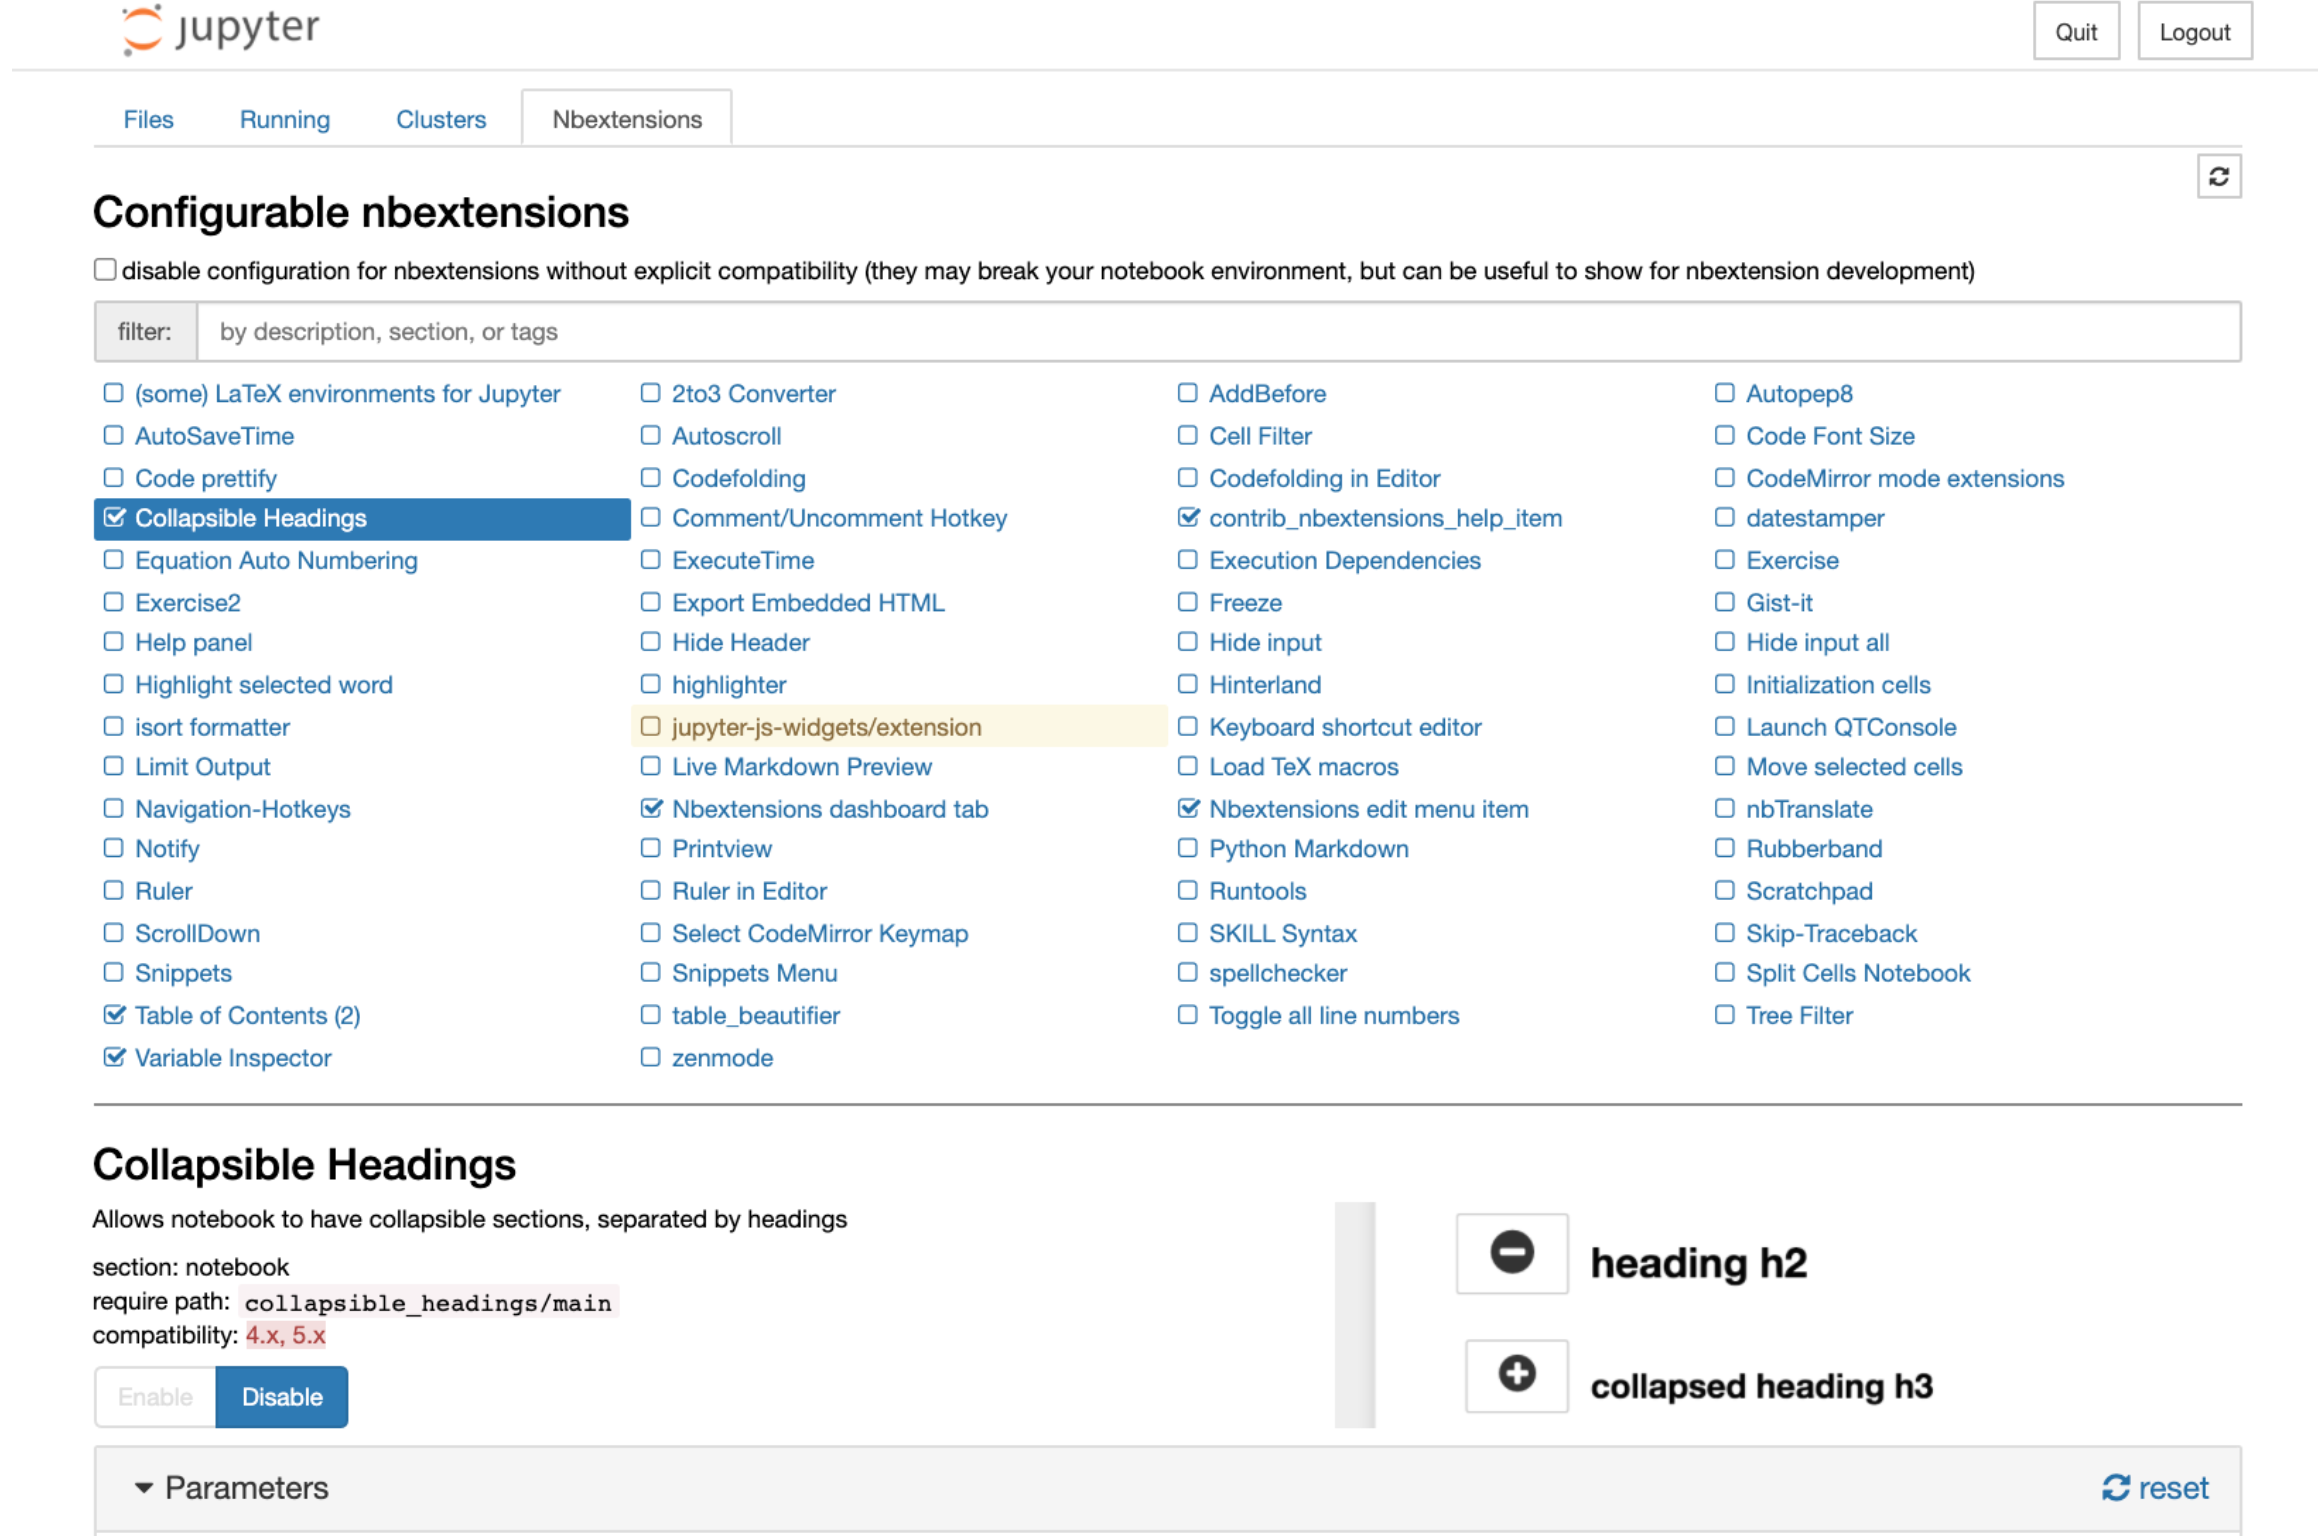 jupyter
Quit Logout
Files Running Clusters Nbextensions
Configurable nbextensions
disable configuration for nbextensions without explicit compatibility (they may break your notebook environment, but can be useful to show for nbextension development)
filter: by description, section, or tags
(some) LaTeX environments for Jupyter 2to3 Converter AddBefore Autopep8
AutoSaveTime Autoscroll Cell Filter Code Font Size
Code prettify Codefolding Codefolding in Editor CodeMirror mode extensions
Collapsible Headings Comment/Uncomment Hotkey contrib_nbextensions_help_item datestamper
Equation Auto Numbering ExecuteTime Execution Dependencies Exercise
Exercise2 Export Embedded HTML Freeze Gist-it
Help panel Hide Header Hide input Hide input all
Highlight selected word highlighter Hinterland Initialization cells
isort formatter jupyter-js-widgets/extension Keyboard shortcut editor Launch QTConsole
Limit Output Live Markdown Preview Load TeX macros Move selected cells
Navigation-Hotkeys Nbextensions dashboard tab Nbextensions edit menu item nbTranslate
Notify Printview Python Markdown Rubberband
Ruler Ruler in Editor Runtools Scratchpad
ScrollDown Select CodeMirror Keymap SKILL Syntax Skip-Traceback
Snippets Snippets Menu spellchecker Split Cells Notebook
Table of Contents (2) table_beautifier Toggle all line numbers Tree Filter
Variable Inspector zenmode
Collapsible Headings
Allows notebook to have collapsible sections, separated by headings
section: notebook
require path: collapsible_headings/main
compatibility: 4.x, 5.x
Enable Disable
heading h2
collapsed heading h3
Parameters reset